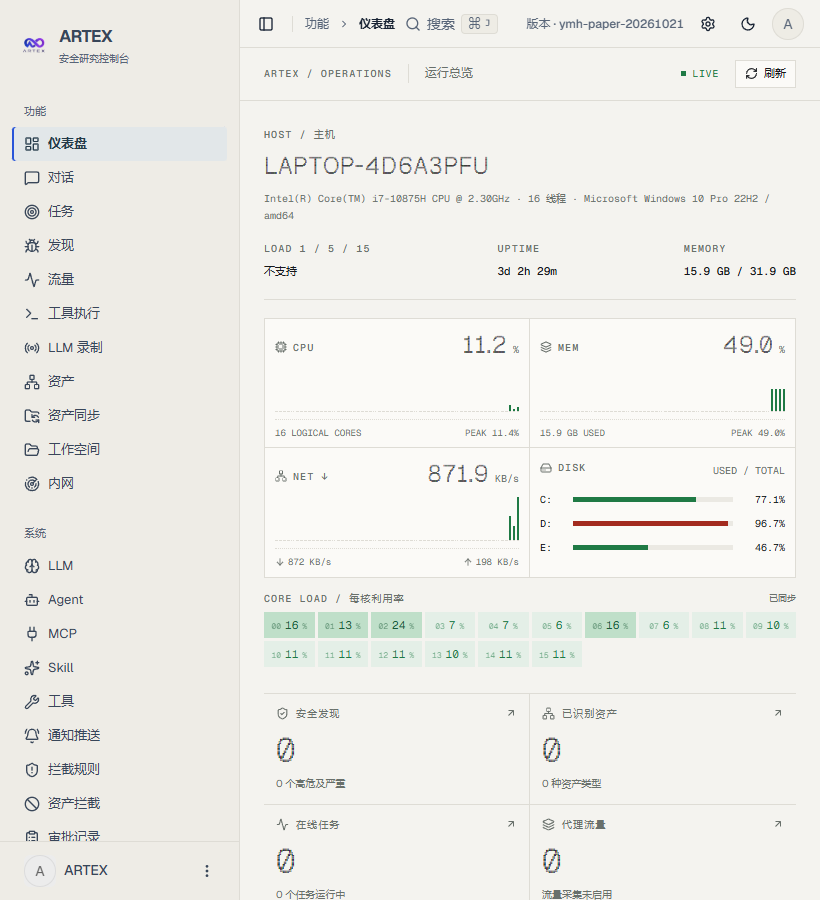 ARTEX
安全研究控制台
ARTEX
功能
仪表盘
对话
任务
发现
流量
工具执行
LLM 录制
资产
资产同步
工作空间
内网
系统
LLM
Agent
MCP
Skill
工具
通知推送
拦截规则
资产拦截
审批记录
A ARTEX
功能 仪表盘 搜索 ⌘ J 版本 · ymh-paper-20261021 A
ARTEX / OPERATIONS 运行总览 LIVE 刷新
HOST / 主机
LAPTOP-4D6A3PFU
Intel(R) Core(TM) i7-10875H CPU @ 2.30GHz · 16 线程 · Microsoft Windows 10 Pro 22H2 /
amd64
LOAD 1 / 5 / 15 UPTIME MEMORY
不支持 3d 2h 29m 15.9 GB / 31.9 GB
CPU 11.2 %
16 LOGICAL CORES PEAK 11.4%
MEM 49.0 %
15.9 GB USED PEAK 49.0%
NET ↓ 871.9 KB/s
↓ 872 KB/s ↑ 198 KB/s
DISK USED / TOTAL
C: 77.1%
D: 96.7%
E: 46.7%
CORE LOAD / 每核利用率 已同步
00 16 % 01 13 % 02 24 % 03 7 % 04 7 % 05 6 % 06 16 % 07 6 % 08 11 % 09 10 %
10 11 % 11 11 % 12 11 % 13 10 % 14 11 % 15 11 %
安全发现
0
0 个高危及严重
已识别资产
0
0 种资产类型
在线任务
0
0 个任务运行中
代理流量
0
流量采集未启用